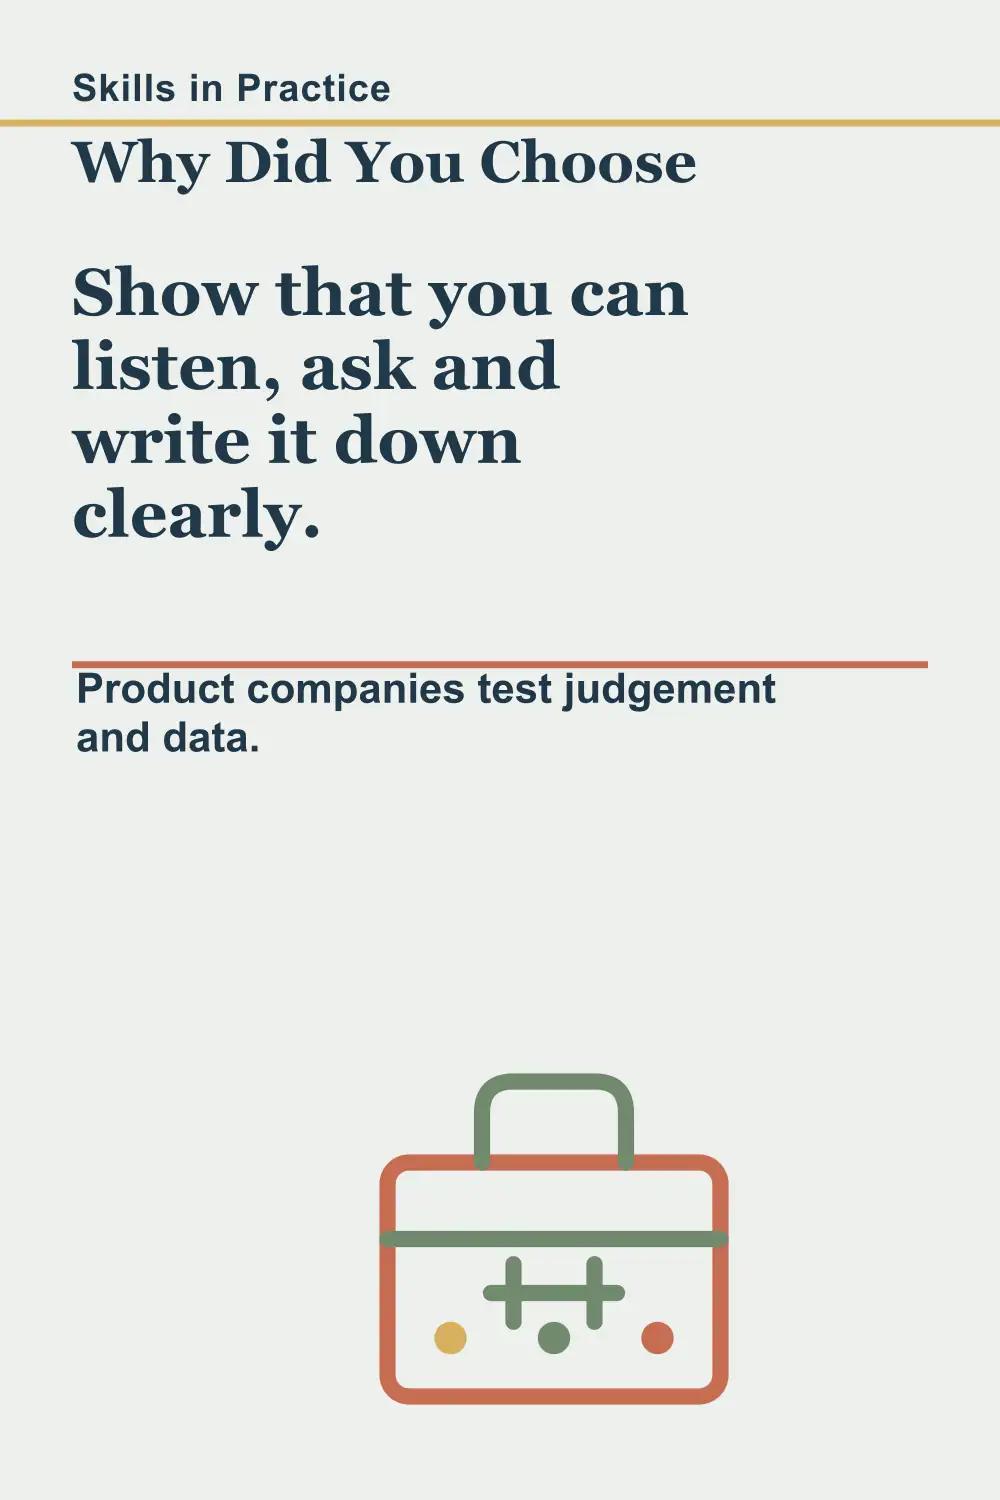 Skills in Practice
Why Did You Choose
Show that you can
listen, ask and
write it down
clearly.
Product companies test judgement
and data.